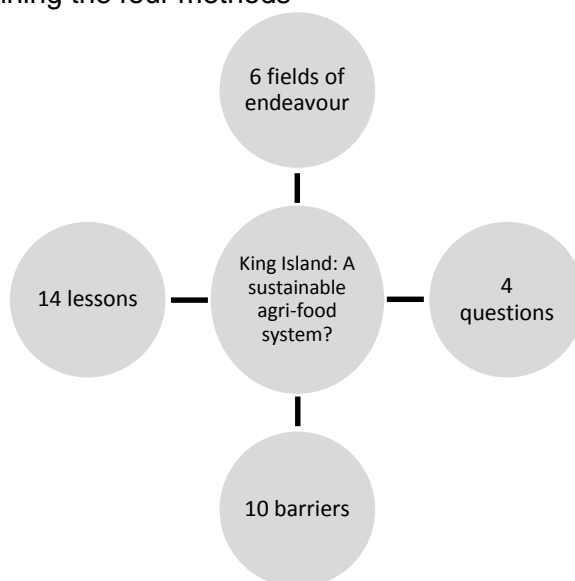 ining the four methods
6 fields of
endeavour
King Island: A
sustainable
agri-food
system?
14 lessons
4
questions
10 barriers